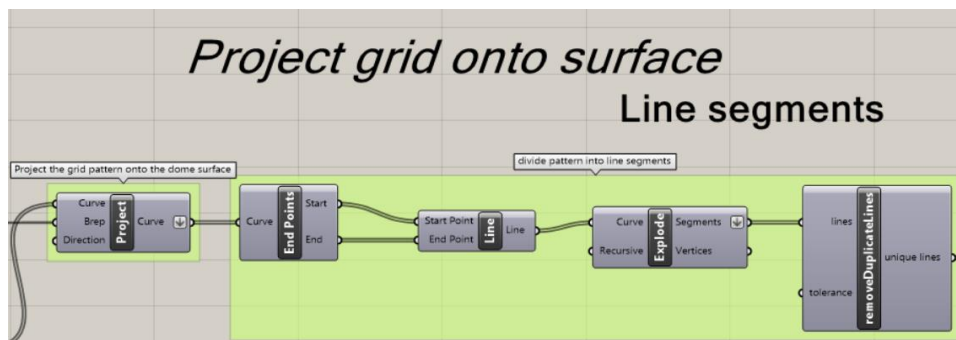 Project grid onto surface
Line segments
Project the grid pattern onto the dome surface
divide pattern into line segments
Curve
Brep
Direction
Project
Curve
Curve
End Points
Start
End
Start Point
End Point
Line
Line
Curve
Recursive
Explode
Segments
Vertices
lines
tolerance
removeDuplicateLines
unique lines